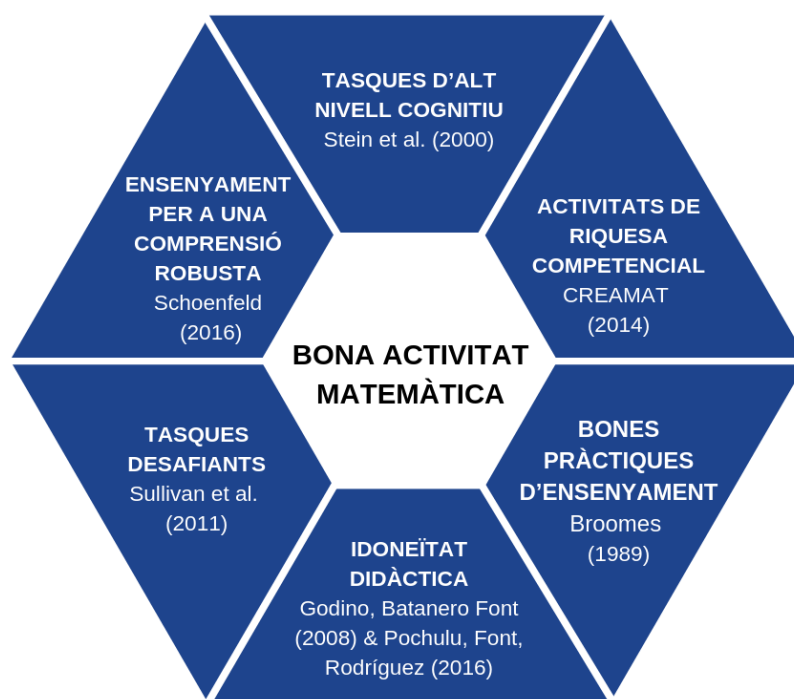 TASQUES D'ALT
NIVELL COGNITIU
Stein et al. (2000)
ENSENYAMENT
PER A UNA
COMPRENSIÓ
ROBUSTA
Schoenfeld
(2016)
ACTIVITATS DE
RIQUESA
COMPETENCIAL
CREAMAT
(2014)
BONA ACTIVITAT
MATEMÀTICA
TASQUES
DESAFIANTS
Sullivan et al.
(2011)
BONES
PRÀCTIQUES
D'ENSENYAMENT
Broomes
(1989)
IDONEÏTAT
DIDÀCTICA
Godino, Batanero Font
(2008) & Pochulu, Font,
Rodríguez (2016)